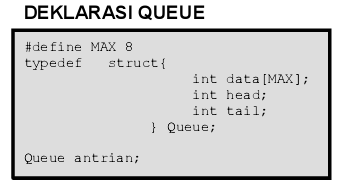 DEKLARASI QUEUE
#define MAX 8
typedef struct{
int data[MAX];
int head;
int tail;
} Queue;
Queue antrian;